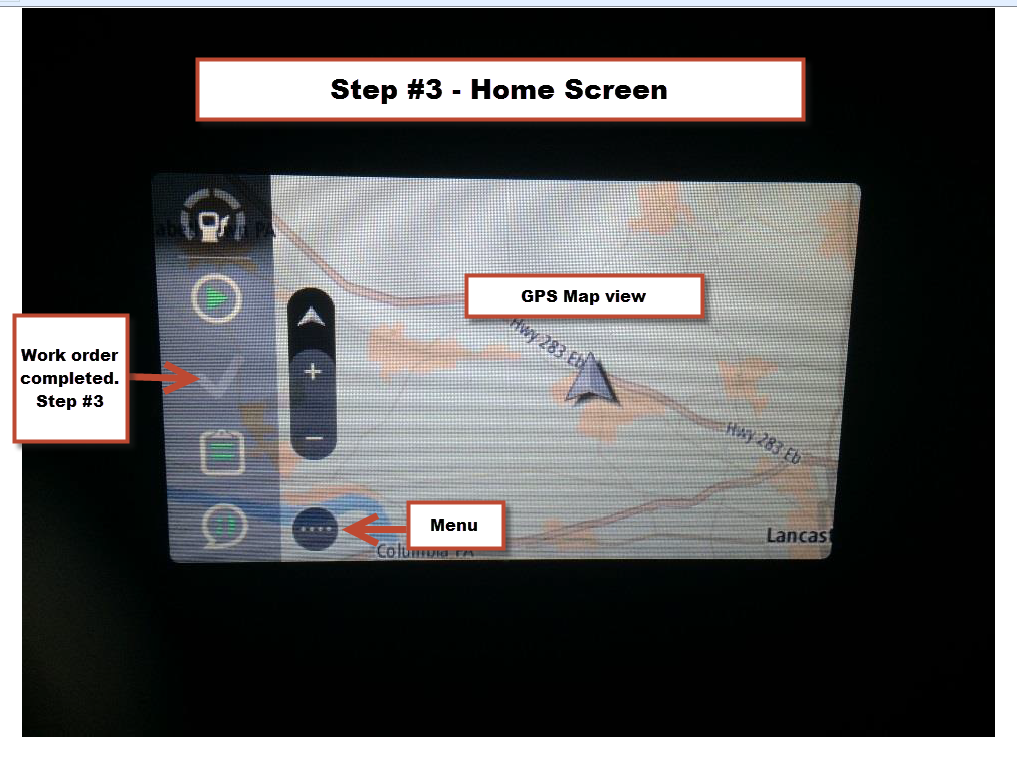 Step #3 - Home Screen
PA
GPS Map view
Hwy 283 Eb
Work order
completed.
Step #3
+
Hwy 283 Eb
−
Menu
Lancast
Columbia PA